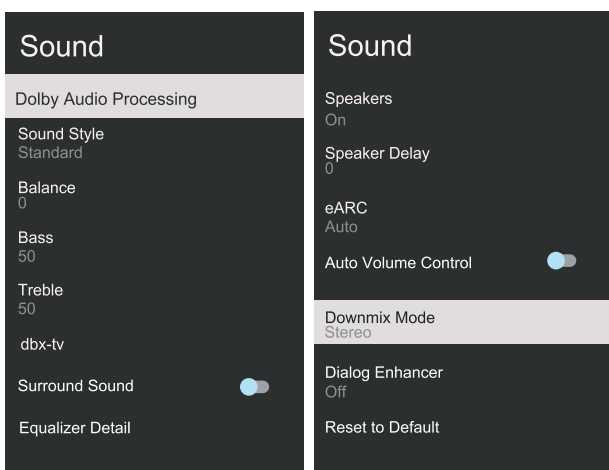 Sound
Dolby Audio Processing
Sound Style
Standard
Balance
0
Bass
50
Treble
50
dbx-tv
Surround Sound
Equalizer Detail
Sound
Speakers
On
Speaker Delay
0
eARC
Auto
Auto Volume Control
Downmix Mode
Stereo
Dialog Enhancer
Off
Reset to Default